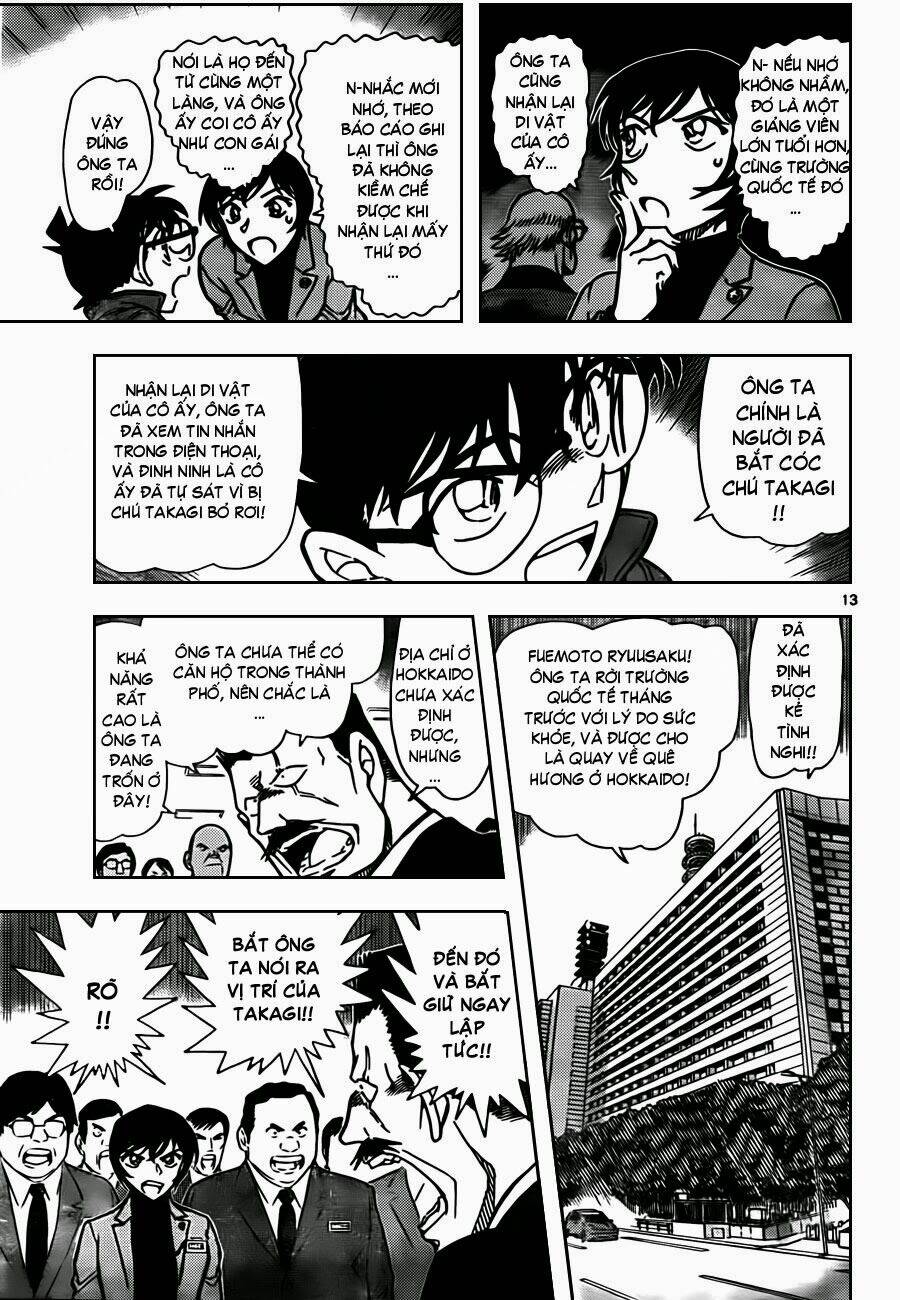 N- NẾU NHỚ
KHÔNG NHẦM,
ĐÓ LÀ MỘT
GIẢNG VIÊN
LỚN TUỔI HƠN,
CÙNG TRƯỜNG
QUỐC TẾ ĐÓ
...
ÔNG TA
CŨNG
NHẬN LẠI
DI VẬT
CỦA CÔ
ẤY...
N-NHẮC MỚI
NHỚ, THEO
BÁO CÁO GHI
LẠI THÌ ÔNG
ĐÃ KHÔNG
KIỀM CHẾ
ĐƯỢC KHI
NHẬN LẠI MẤY
THỨ ĐÓ
...
NÓI LÀ HỌ ĐẾN
TỪ CÙNG MỘT
LÀNG, VÀ ÔNG
ẤY COI CÔ ẤY
NHƯ CON GÁI
...
VẬY
ĐÚNG
ÔNG TA
RỒI!
ÔNG TA
CHÍNH LÀ
NGƯỜI ĐÃ
BẮT CÓC
CHÚ TAKAGI
!!
NHẬN LẠI DI VẬT
CỦA CÔ ẤY, ÔNG TA
ĐÃ XEM TIN NHẮN
TRONG ĐIỆN THOẠI,
VÀ ĐINH NINH LÀ CÔ
ẤY ĐÃ TỰ SÁT VÌ BỊ
CHÚ TAKAGI BỎ RƠI!
13
ĐÃ
XÁC
ĐỊNH
ĐƯỢC
KẺ
TÌNH
NGHI!!
FUEMOTO RYUUSAKU!
ÔNG TA RỜI TRƯỜNG
QUỐC TẾ THÁNG
TRƯỚC VỚI LÝ DO SỨC
KHỎE, VÀ ĐƯỢC CHO
LÀ QUAY VỀ QUÊ
HƯƠNG Ở HOKKAIDO!
ĐỊA CHỈ Ở
HOKKAIDO
CHƯA XÁC
ĐỊNH
ĐƯỢC,
NHƯNG
...
ÔNG TA CHƯA THỂ CÓ
CĂN HỘ TRONG THÀNH
PHỐ, NÊN CHẮC LÀ
...
KHẢ
NĂNG RẤT
CAO LÀ
ÔNG TA
ĐANG
TRỐN Ở
ĐÂY!
ĐẾN ĐÓ
VÀ BẮT
GIỮ NGAY
LẬP
TỨC!!
BẮT ÔNG
TA NÓI RA
VỊ TRÍ CỦA
TAKAGI!!
RÕ
!!